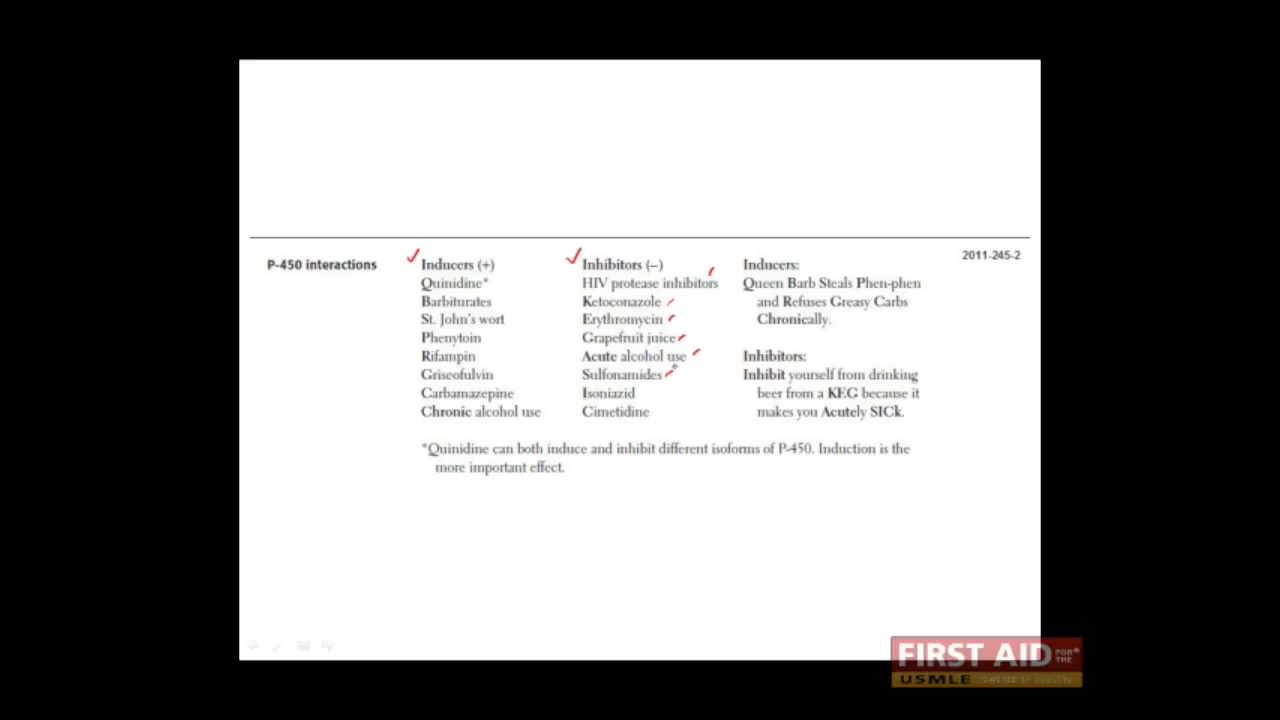 2011-245-2
P-450 interactions
Inducers (+)
Quinidine*
Barbiturates
St. John's wort
Phenytoin
Rifampin
Griseofulvin
Carbamazepine
Chronic alcohol use
Inhibitors (–)
HIV protease inhibitors
Ketoconazole
Erythromycin
Grapefruit juice
Acute alcohol use
Sulfonamides
Isoniazid
Cimetidine
Inducers:
Queen Barb Steals Phen-phen
and Refuses Greasy Carbs
Chronically.
Inhibitors:
Inhibit yourself from drinking
beer from a KEG because it
makes you Acutely SICk.
*Quinidine can both induce and inhibit different isoforms of P-450. Induction is the
more important effect.
FIRST AID FOR THE
USMLE